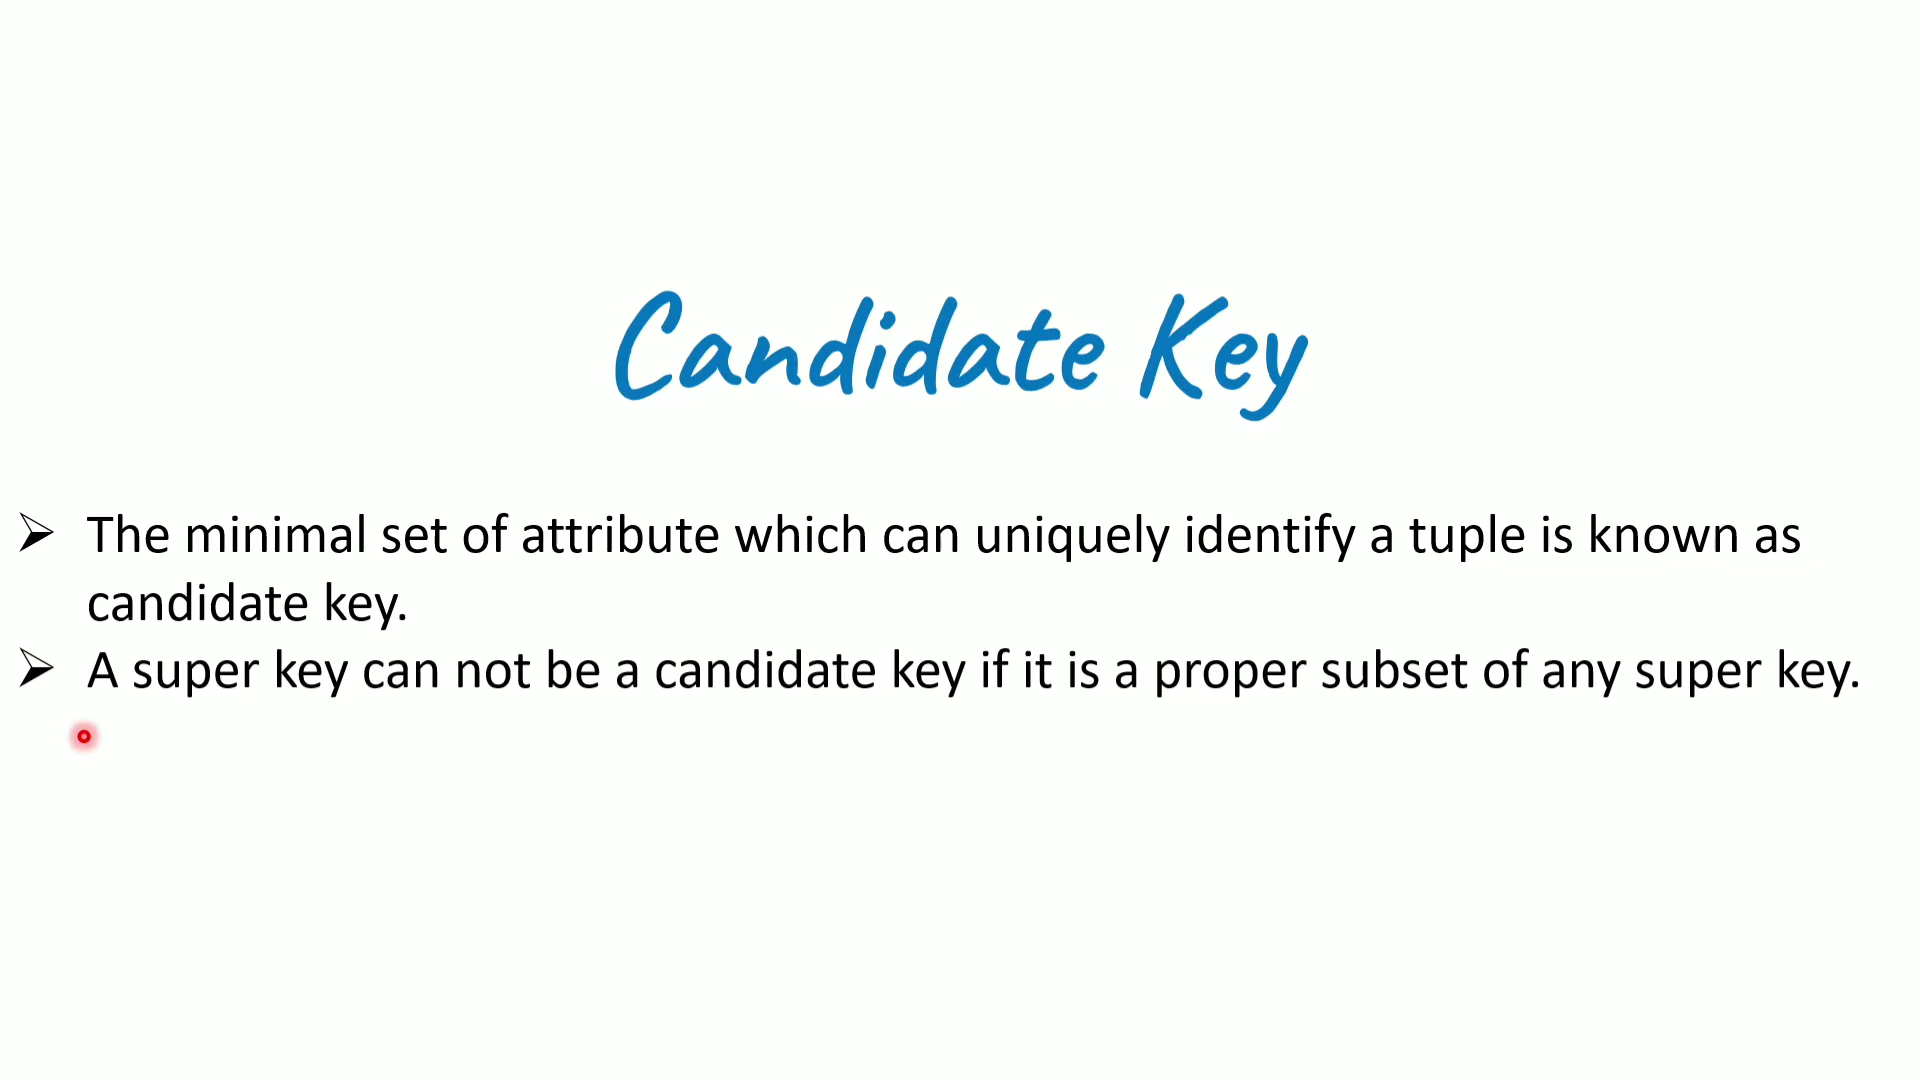 Candidate Key
➢ The minimal set of attribute which can uniquely identify a tuple is known as
candidate key.
➢ A super key can not be a candidate key if it is a proper subset of any super key.